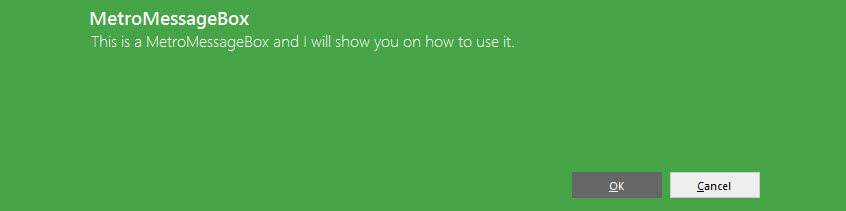 MetroMessageBox
This is a MetroMessageBox and I will show you on how to use it.
OK Cancel